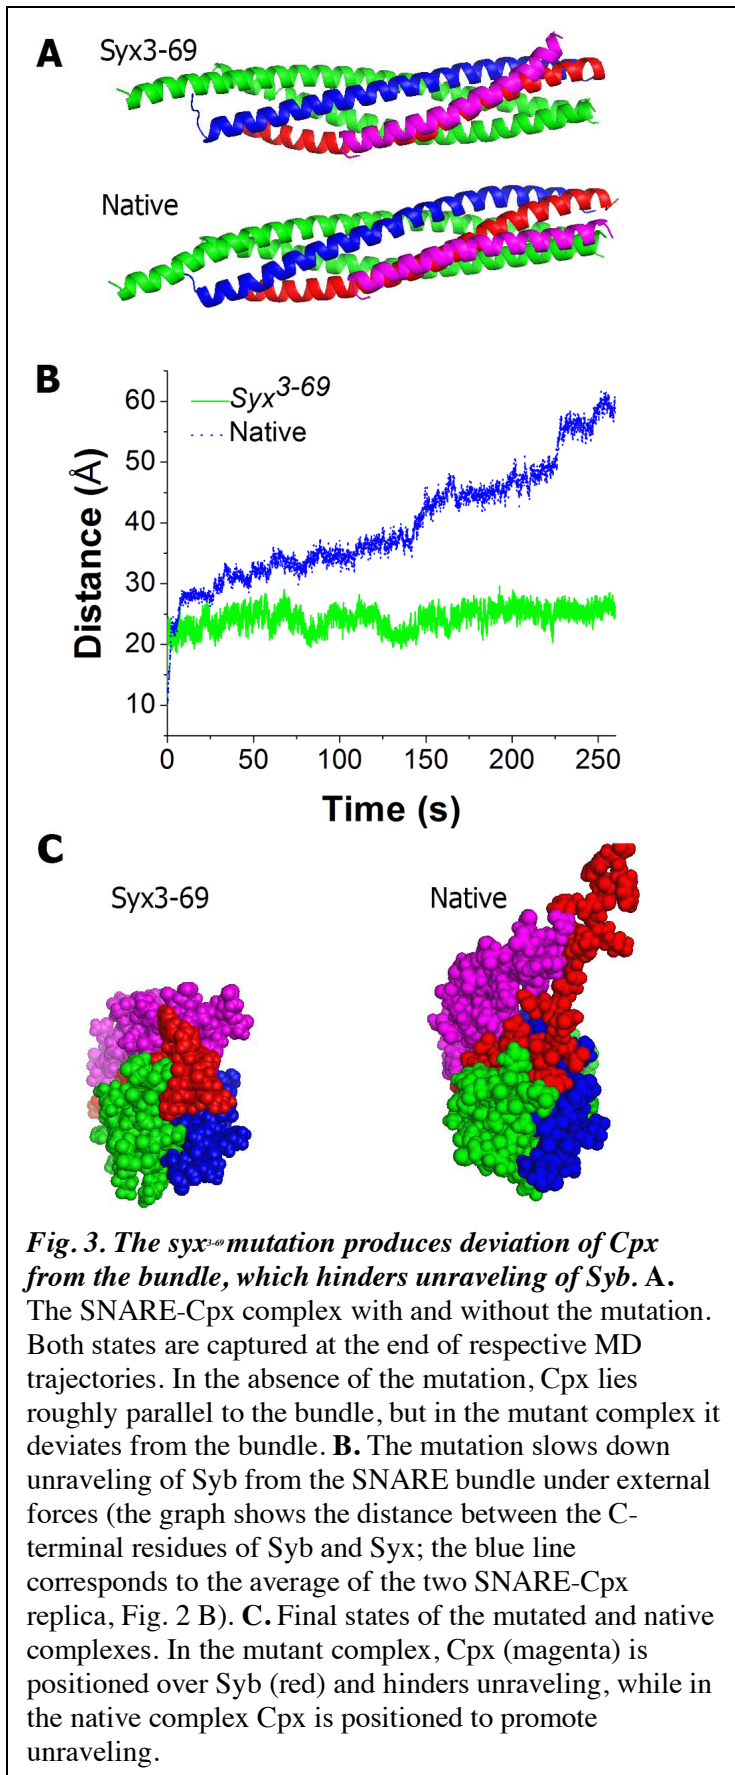 A
Syx3-69
Native
B
Syx3-69
Native
60
50
40
30
20
10
Distance (Å)
0 50 100 150 200 250
Time (s)
C
Syx3-69 Native
Fig. 3. The syx3-69 mutation produces deviation of Cpx
from the bundle, which hinders unraveling of Syb. A.
The SNARE-Cpx complex with and without the mutation.
Both states are captured at the end of respective MD
trajectories. In the absence of the mutation, Cpx lies
roughly parallel to the bundle, but in the mutant complex it
deviates from the bundle. B. The mutation slows down
unraveling of Syb from the SNARE bundle under external
forces (the graph shows the distance between the C-
terminal residues of Syb and Syx; the blue line
corresponds to the average of the two SNARE-Cpx
replica, Fig. 2 B). C. Final states of the mutated and native
complexes. In the mutant complex, Cpx (magenta) is
positioned over Syb (red) and hinders unraveling, while in
the native complex Cpx is positioned to promote
unraveling.